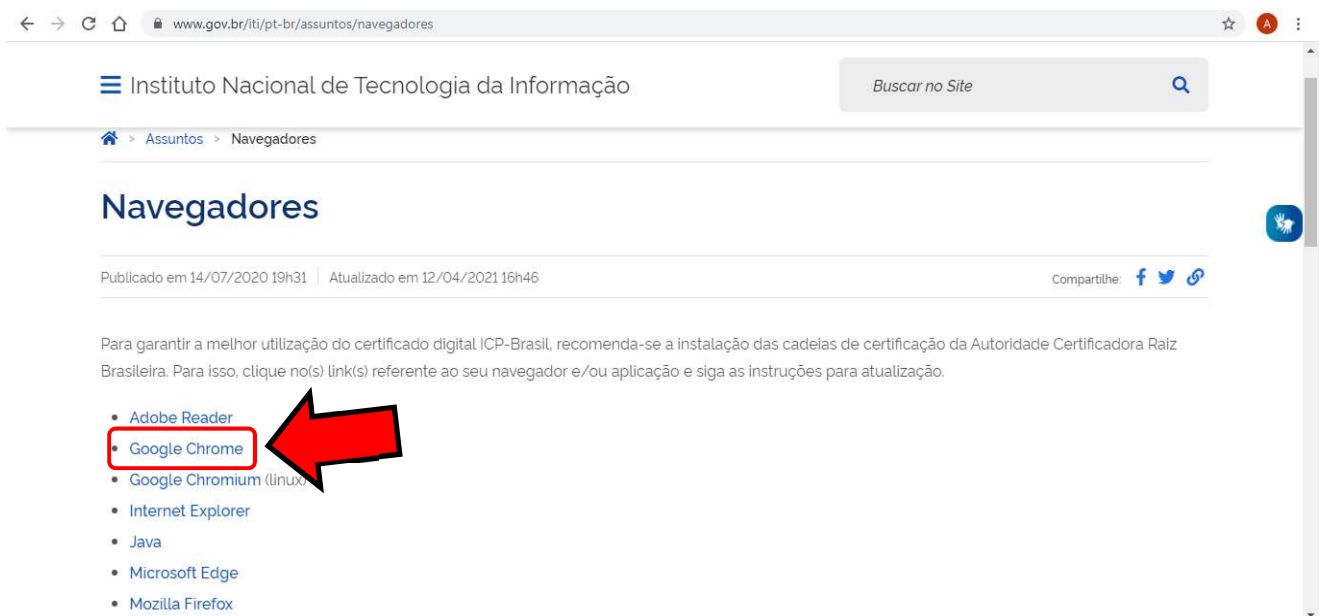 www.gov.br/iti/pt-br/assuntos/navegadores
A
Instituto Nacional de Tecnologia da Informação
Buscar no Site
> Assuntos > Navegadores
Navegadores
Publicado em 14/07/2020 19h31 | Atualizado em 12/04/2021 16h46
Compartilhe:
Para garantir a melhor utilização do certificado digital ICP-Brasil, recomenda-se a instalação das cadeias de certificação da Autoridade Certificadora Raiz
Brasileira. Para isso, clique no(s) link(s) referente ao seu navegador e/ou aplicação e siga as instruções para atualização.
• Adobe Reader
• Google Chrome
• Google Chromium (linux)
• Internet Explorer
• Java
• Microsoft Edge
• Mozilla Firefox